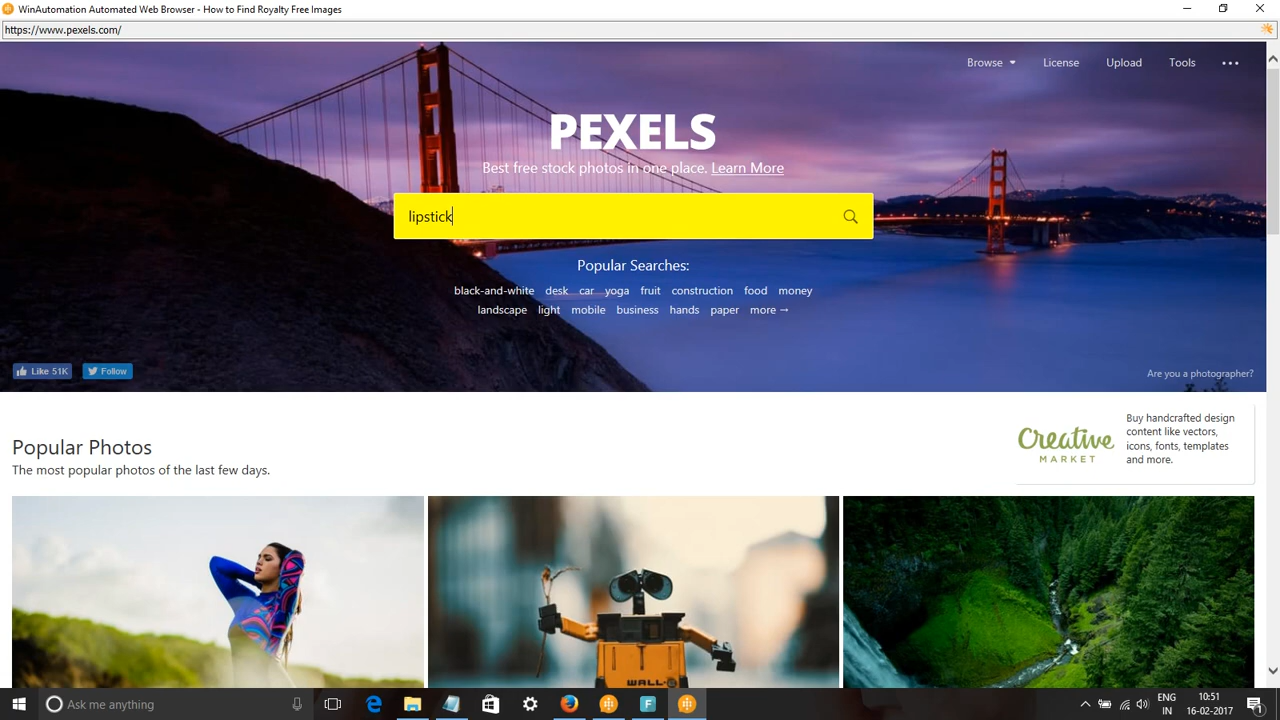 WinAutomation Automated Web Browser - How to Find Royalty Free Images
https://www.pexels.com/
Browse License Upload Tools
PEXELS
Best free stock photos in one place. Learn More
lipstick
Popular Searches:
black-and-white desk car yoga fruit construction food money
landscape light mobile business hands paper more →
Like 51K Follow
Are you a photographer?
Popular Photos
The most popular photos of the last few days.
Creative
MARKET
Buy handcrafted design
content like vectors,
icons, fonts, templates
and more.
WALL-E
Ask me anything
ENG
IN
10:51
16-02-2017